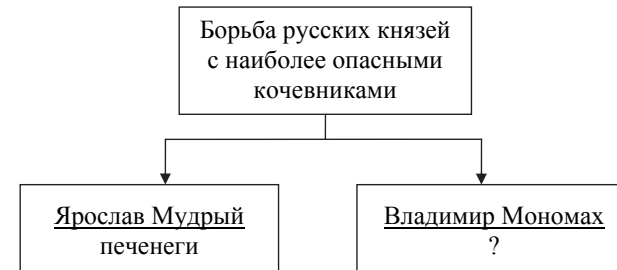 Борьба русских князей
с наиболее опасными
кочевниками
Ярослав Мудрый
печенеги
Владимир Мономах
?